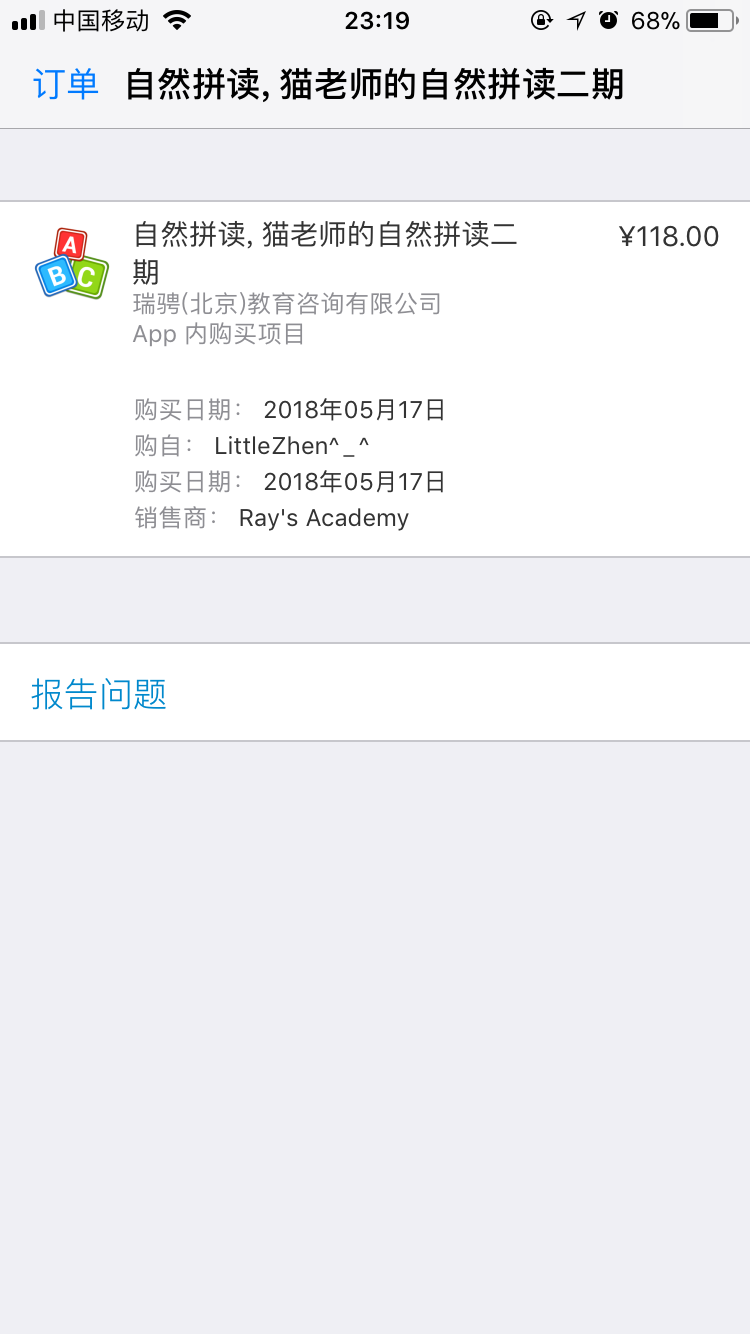 中国移动 23:19 68%
订单 自然拼读, 猫老师的自然拼读二期
自然拼读, 猫老师的自然拼读二 ¥118.00
期
瑞骋(北京)教育咨询有限公司
App 内购买项目
购买日期： 2018年05月17日
购自： LittleZhen^_^
购买日期： 2018年05月17日
销售商： Ray's Academy
报告问题
A
B C